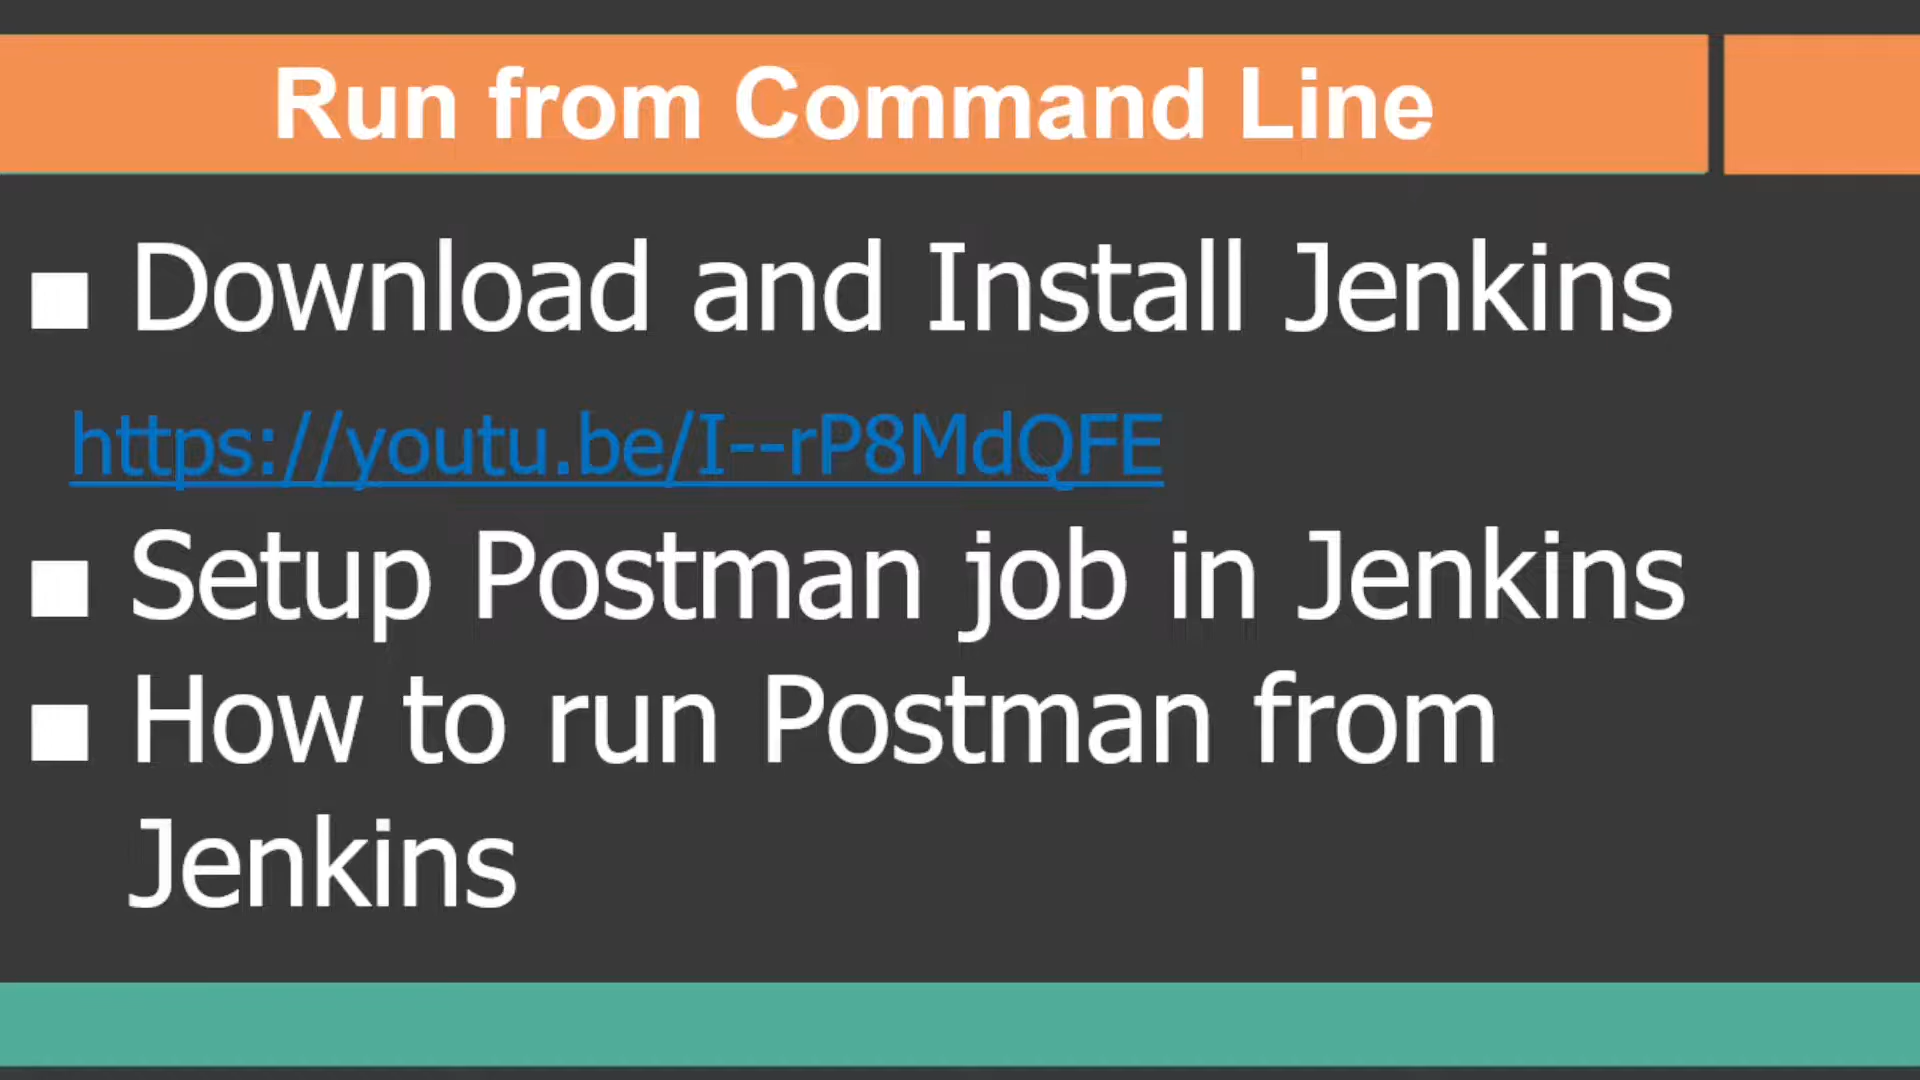 Run from Command Line
■ Download and Install Jenkins
https://youtu.be/I--rP8MdQFE
■ Setup Postman job in Jenkins
■ How to run Postman from
Jenkins